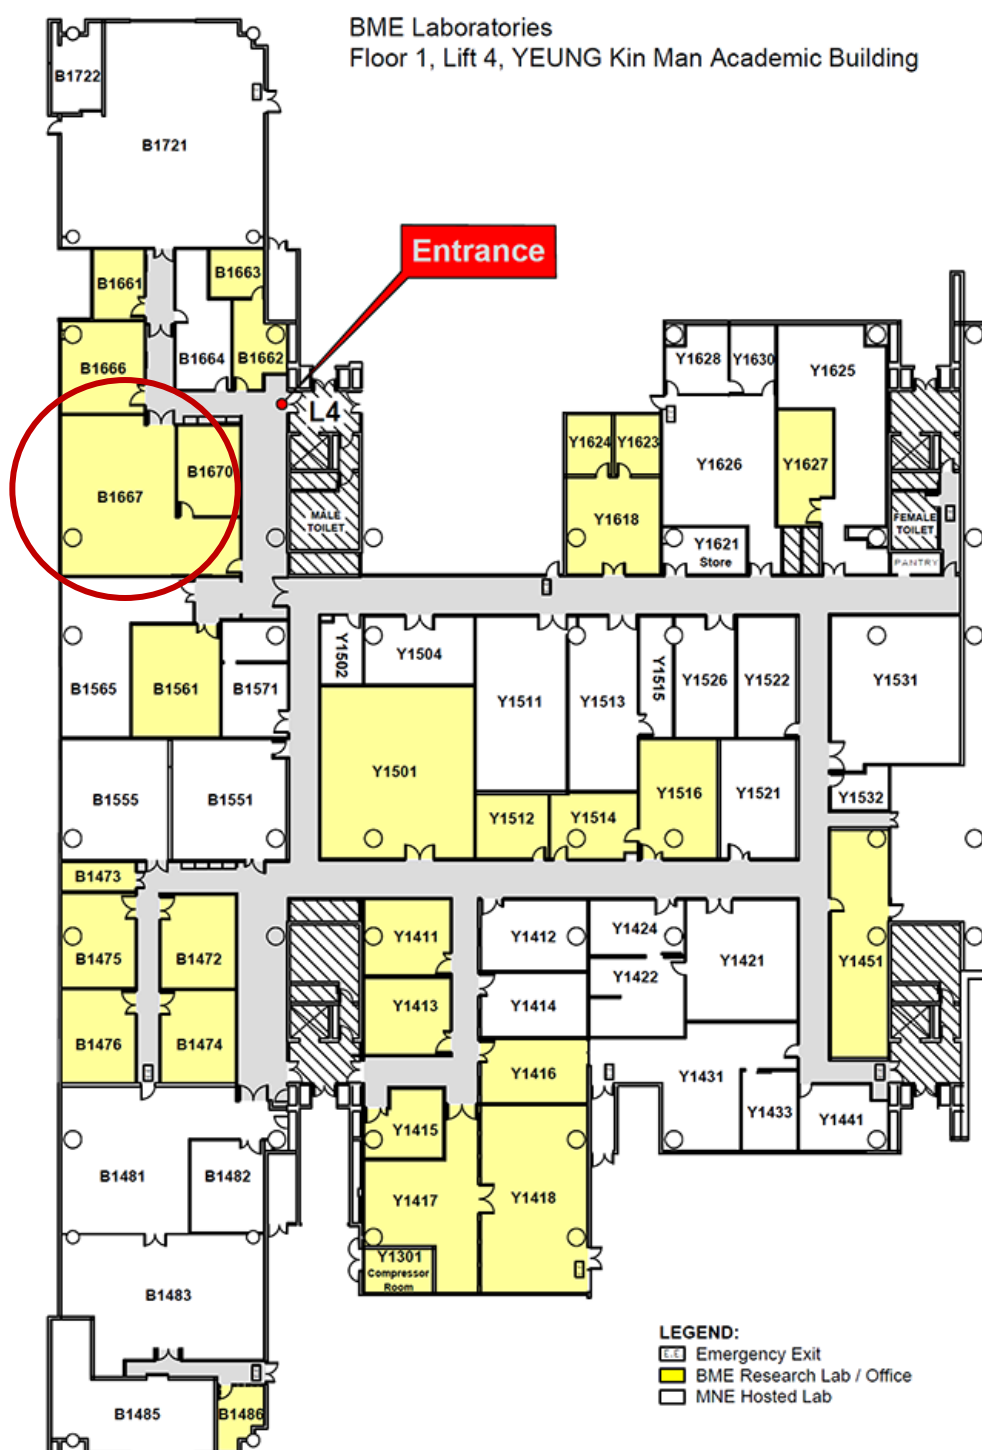 BME Laboratories
Floor 1, Lift 4, YEUNG Kin Man Academic Building
B1722
B1721
Entrance
B1661
B1663
B1664
B1662
B1666
L4
B1667
B1670
MALE
TOILET
Y1628
Y1630
Y1625
Y1624
Y1623
Y1626
Y1627
Y1618
Y1621
Store
FEMALE
TOILET
PANTRY
B1565
B1561
B1571
Y1502
Y1504
Y1511
Y1513
Y1515
Y1526
Y1522
Y1531
Y1501
B1555
B1551
Y1512
Y1514
Y1516
Y1521
Y1532
B1473
B1475
B1472
Y1411
Y1412
Y1424
Y1422
Y1421
Y1451
B1476
B1474
Y1413
Y1414
Y1416
Y1431
Y1433
Y1441
Y1415
B1481
B1482
Y1417
Y1418
Y1301
Compressor
Room
B1483
B1485
B1486
LEGEND:
E.E Emergency Exit
BME Research Lab / Office
MNE Hosted Lab